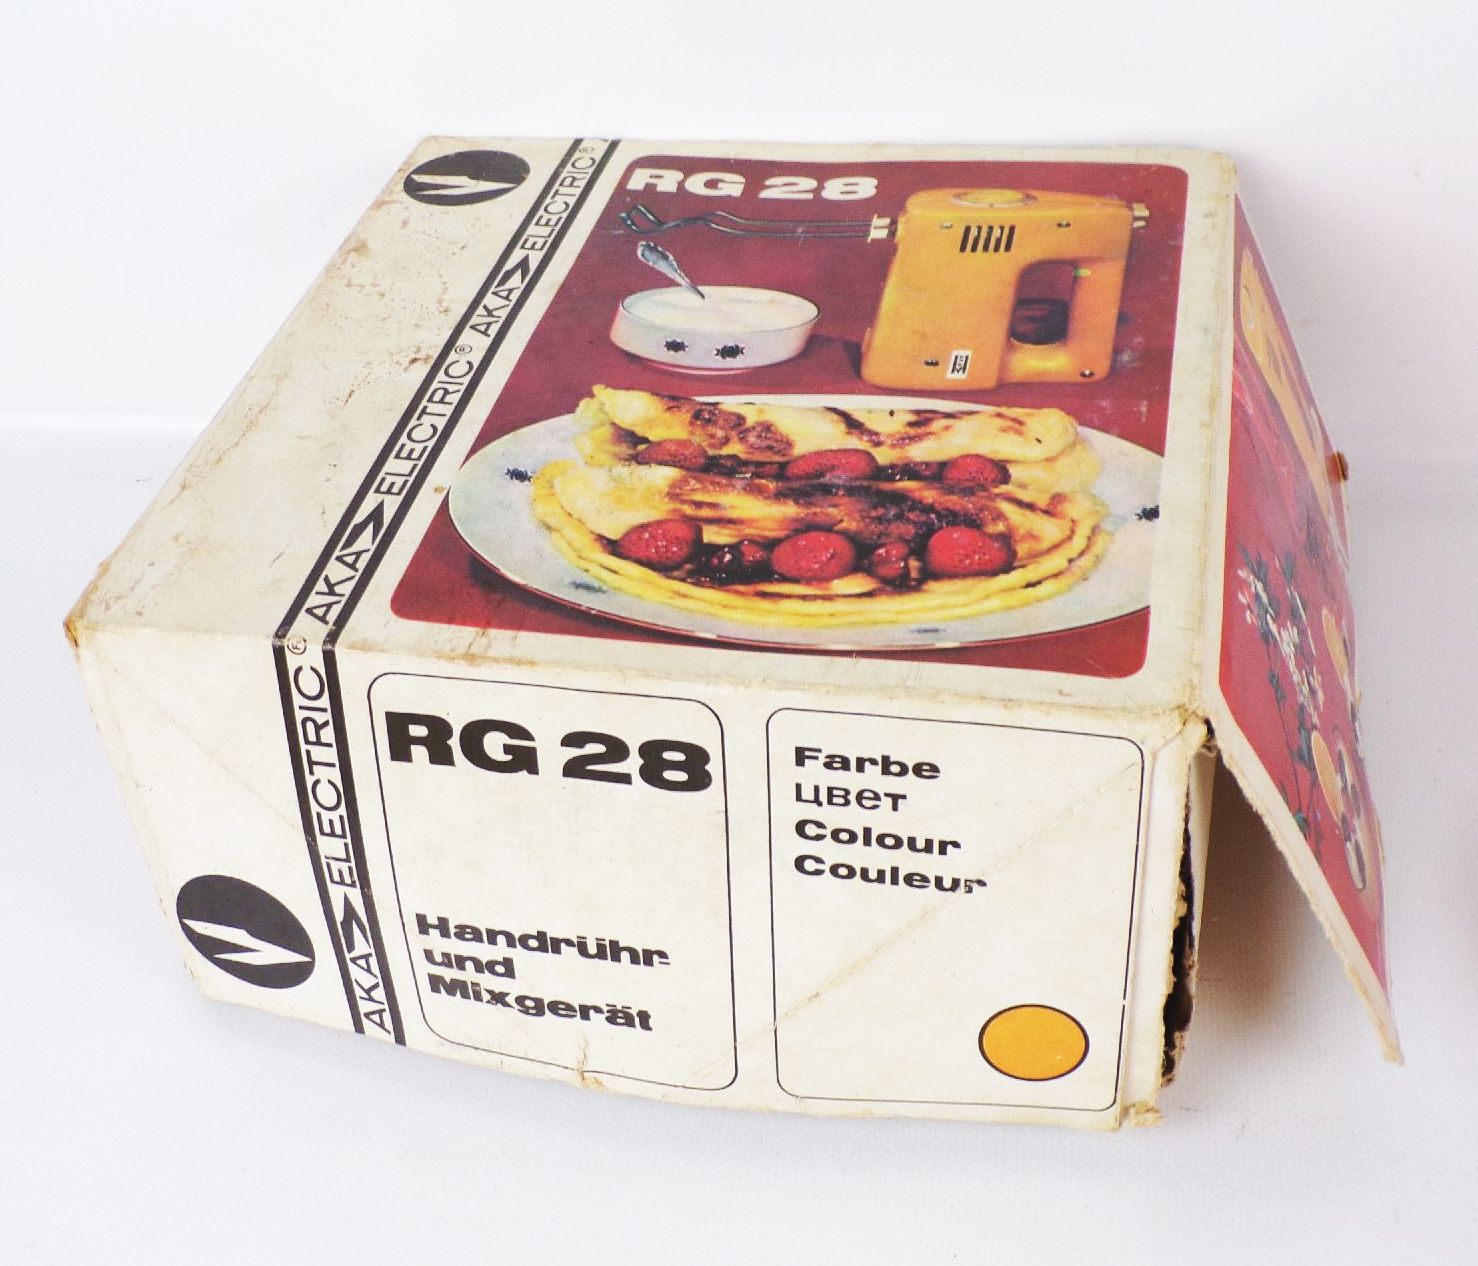 RG 28
AKA ELECTRIC® AKA ELECTRIC®
AKA ELECTRIC®
RG 28
Handrühr-
und
Mixgerät
Farbe
цвет
Colour
Couleur